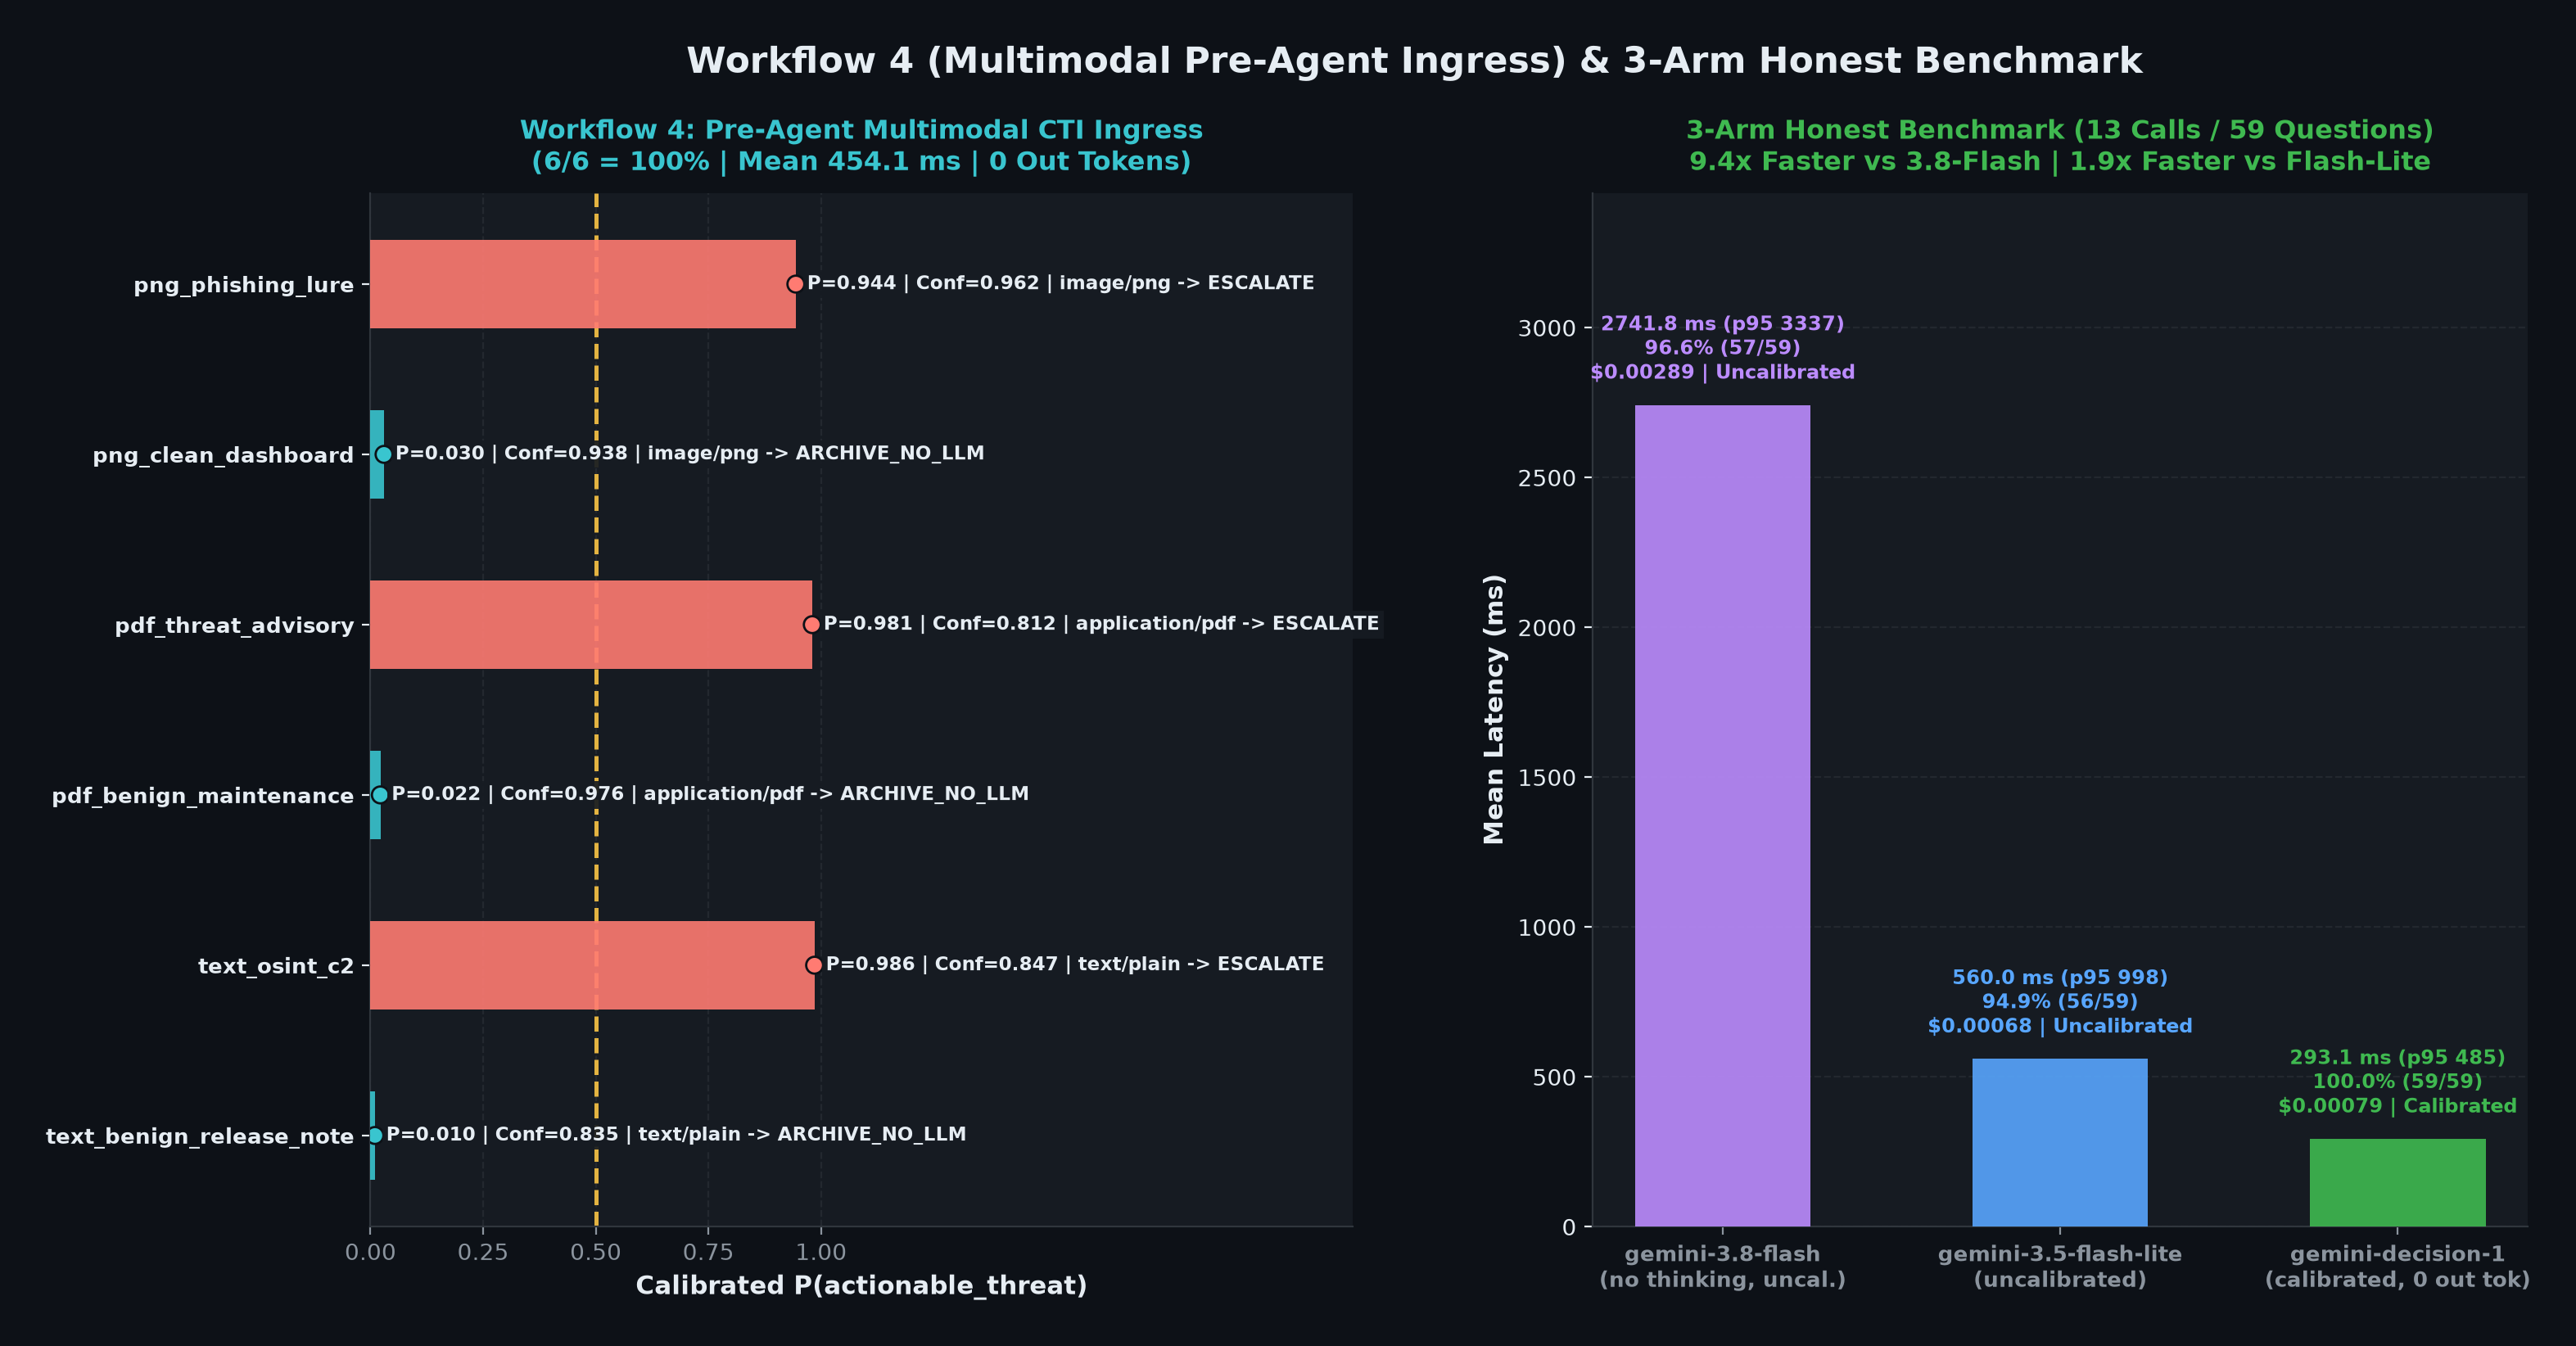 Workflow 4 (Multimodal Pre-Agent Ingress) & 3-Arm Honest Benchmark
Workflow 4: Pre-Agent Multimodal CTI Ingress
(6/6 = 100% | Mean 454.1 ms | 0 Out Tokens)
png_phishing_lure
P=0.944 | Conf=0.962 | image/png -> ESCALATE
png_clean_dashboard
P=0.030 | Conf=0.938 | image/png -> ARCHIVE_NO_LLM
pdf_threat_advisory
P=0.981 | Conf=0.812 | application/pdf -> ESCALATE
pdf_benign_maintenance
P=0.022 | Conf=0.976 | application/pdf -> ARCHIVE_NO_LLM
text_osint_c2
P=0.986 | Conf=0.847 | text/plain -> ESCALATE
text_benign_release_note
P=0.010 | Conf=0.835 | text/plain -> ARCHIVE_NO_LLM
0.00 0.25 0.50 0.75 1.00
Calibrated P(actionable_threat)
3-Arm Honest Benchmark (13 Calls / 59 Questions)
9.4x Faster vs 3.8-Flash | 1.9x Faster vs Flash-Lite
Mean Latency (ms)
3000
2500
2000
1500
1000
500
0
2741.8 ms (p95 3337)
96.6% (57/59)
$0.00289 | Uncalibrated
560.0 ms (p95 998)
94.9% (56/59)
$0.00068 | Uncalibrated
293.1 ms (p95 485)
100.0% (59/59)
$0.00079 | Calibrated
gemini-3.8-flash
(no thinking, uncal.)
gemini-3.5-flash-lite
(uncalibrated)
gemini-decision-1
(calibrated, 0 out tok)